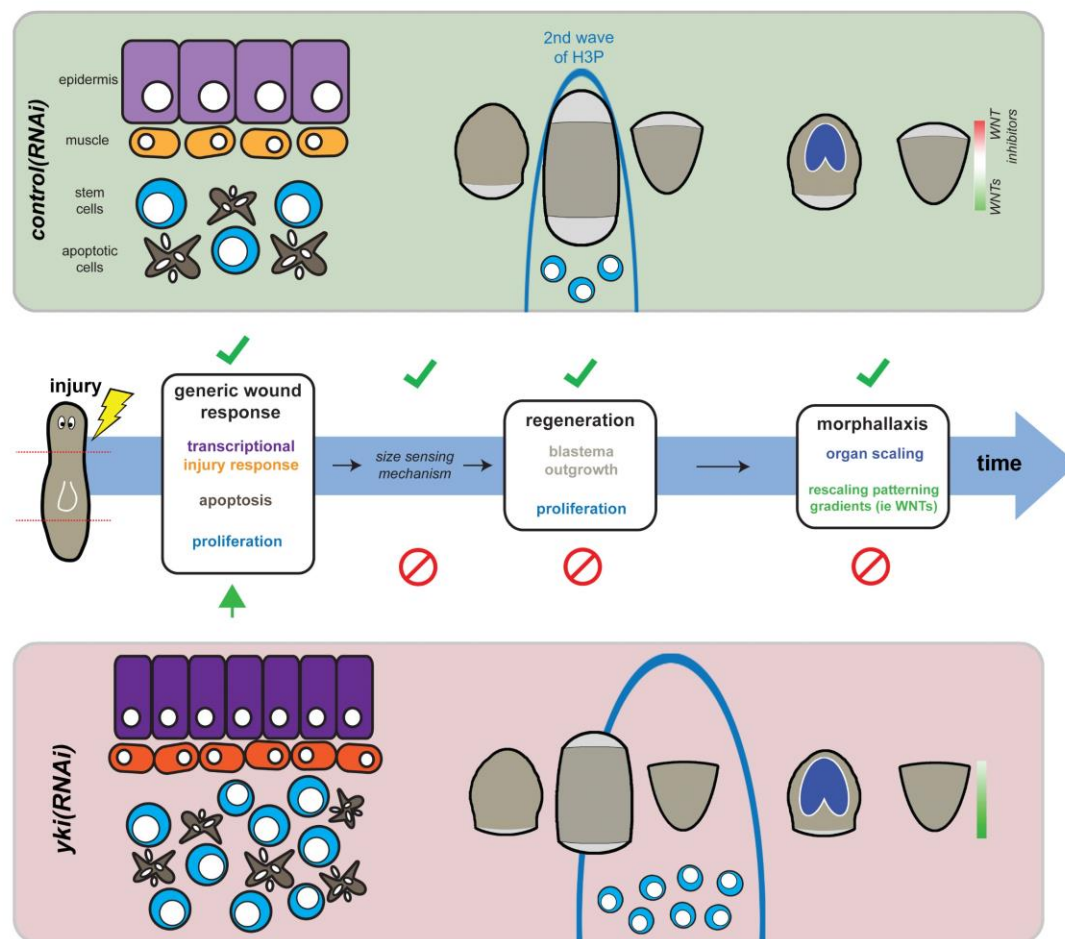 control(RNAi)
epidermis
muscle
stem
cells
apoptotic
cells
2nd wave
of H3P
WNTs
WNT
inhibitors
injury
generic wound
response
transcriptional
injury response
apoptosis
proliferation
size sensing
mechanism
regeneration
blastema
outgrowth
proliferation
morphallaxis
organ scaling
rescaling patterning
gradients (ie WNTs)
time
yki(RNAi)